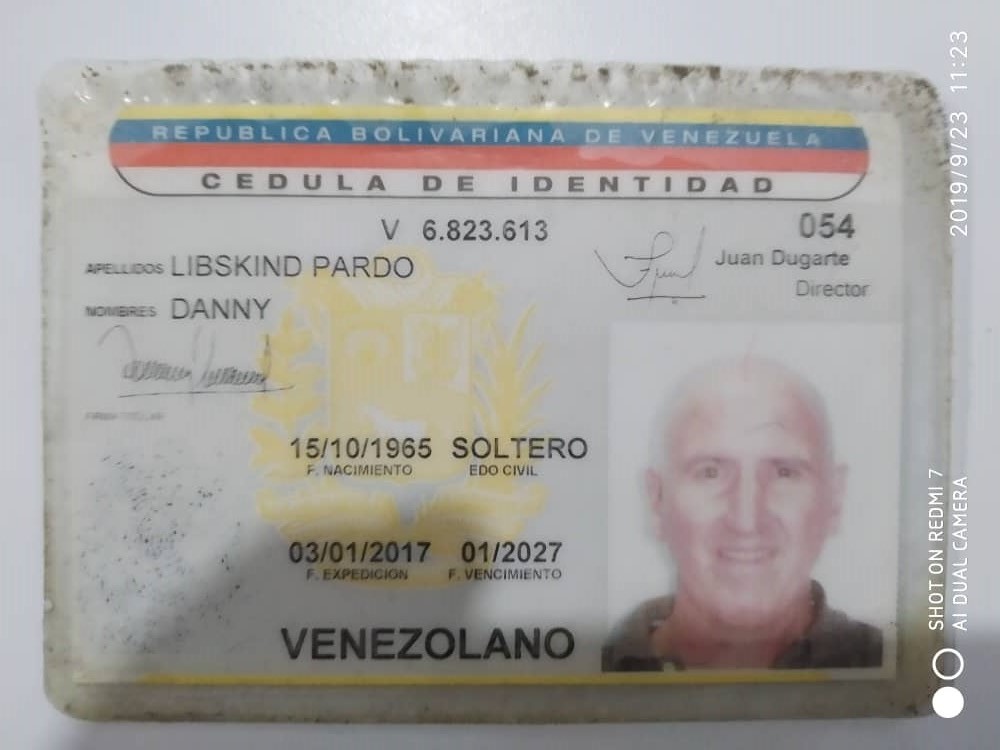 REPUBLICA BOLIVARIANA DE VENEZUELA
CEDULA DE IDENTIDAD
V 6.823.613
054
Juan Dugarte
Director
APELLIDOS LIBSKIND PARDO
NOMBRES DANNY
15/10/1965 SOLTERO
F. NACIMIENTO EDO CIVIL
03/01/2017 01/2027
F. EXPEDICION F. VENCIMIENTO
VENEZOLANO
2019/9/23 11:23
SHOT ON REDMI 7
AI DUAL CAMERA